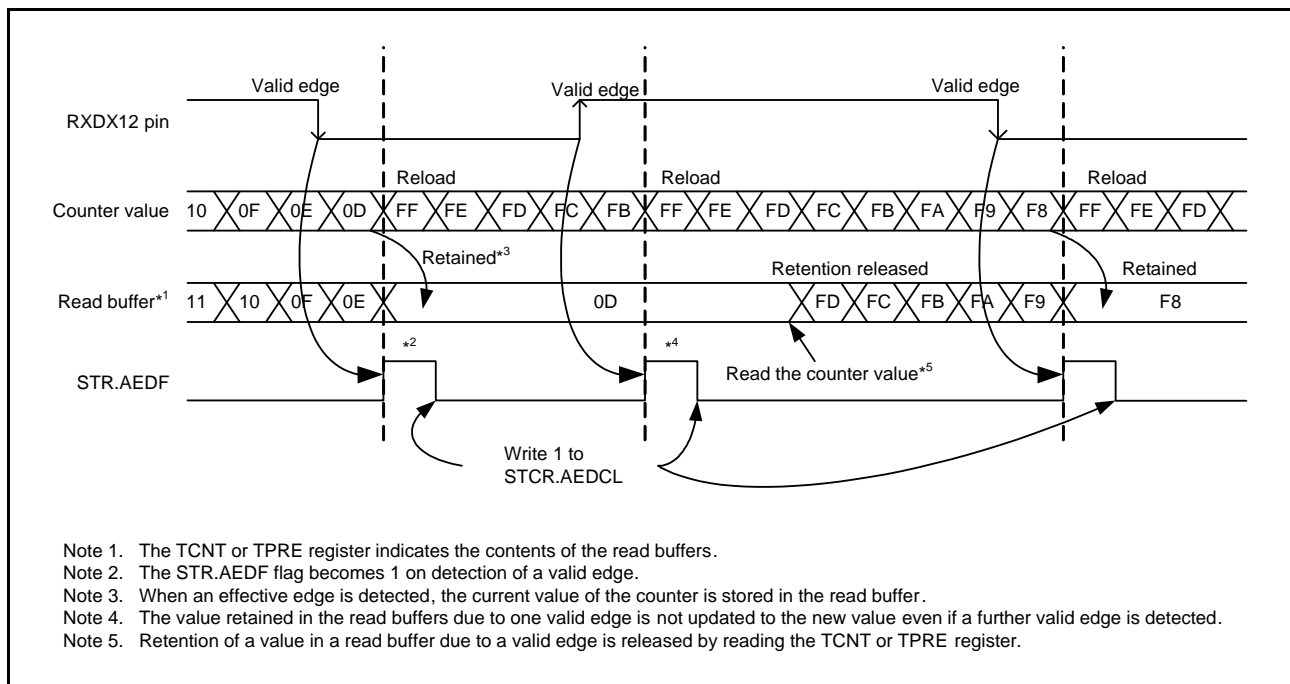 Valid edge Valid edge Valid edge
RXDX12 pin
Reload Reload Reload
Counter value 10 0F 0E 0D FF FE FD FC FB FF FE FD FC FB FA F9 F8 FF FE FD
Retained*3 Retention released Retained
Read buffer*1 11 10 0F 0E 0D FD FC FB FA F9 F8
*2 *4
STR.AEDF Read the counter value*5
Write 1 to
STCR.AEDCL
Note 1. The TCNT or TPRE register indicates the contents of the read buffers.
Note 2. The STR.AEDF flag becomes 1 on detection of a valid edge.
Note 3. When an effective edge is detected, the current value of the counter is stored in the read buffer.
Note 4. The value retained in the read buffers due to one valid edge is not updated to the new value even if a further valid edge is detected.
Note 5. Retention of a value in a read buffer due to a valid edge is released by reading the TCNT or TPRE register.